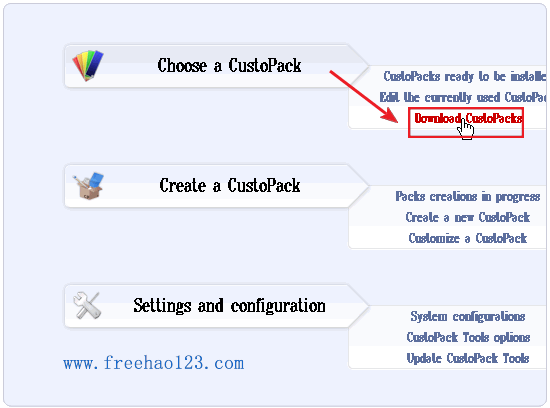 Choose a CustoPack
CustoPacks ready to be installe
Edit the currently used CustoPac
Download CustoPacks
Create a CustoPack
Packs creations in progress
Create a new CustoPack
Customize a CustoPack
Settings and configuration
System configurations
CustoPack Tools options
Update CustoPack Tools
www.freehao123.com